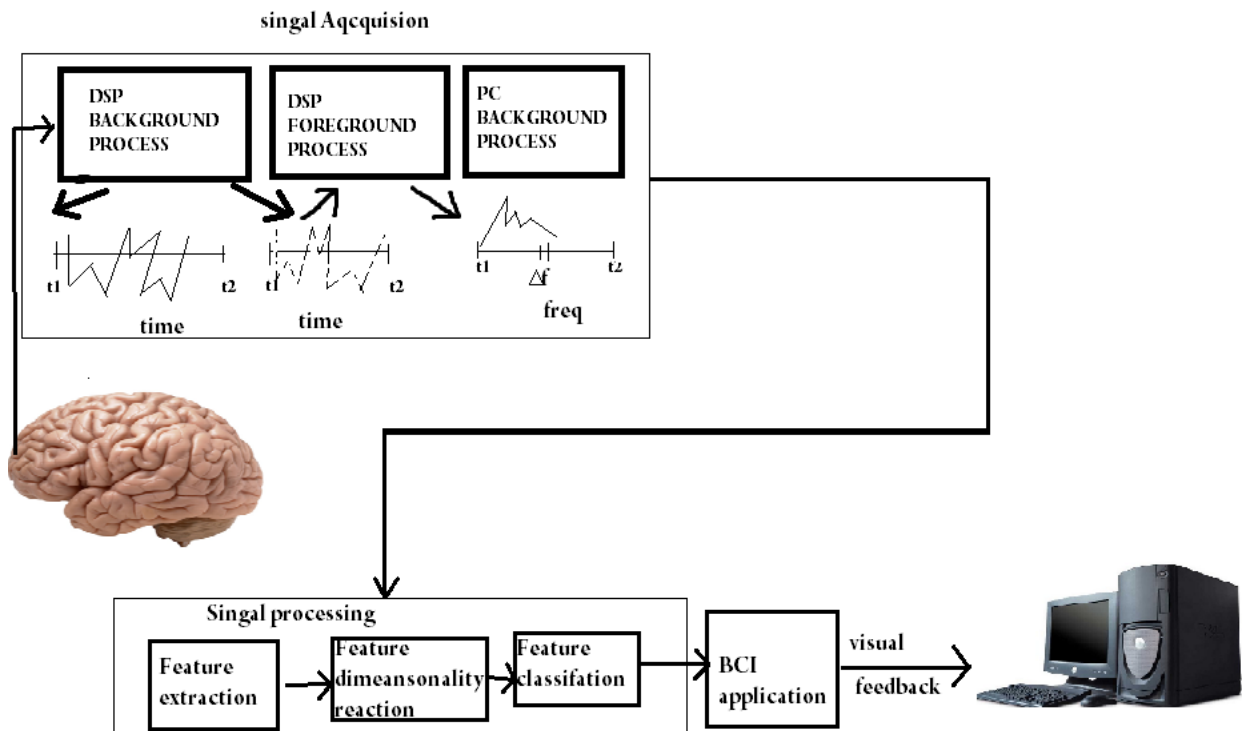 singal Aqcquision
DSP
BACKGROUND
PROCESS
DSP
FOREGROUND
PROCESS
PC
BACKGROUND
PROCESS
t1
t2
time
t1
t2
time
t1
Δf
t2
freq
Singal processing
Feature
extraction
Feature
dimeansonality
reaction
Feature
classifation
BCI
application
visual
feedback